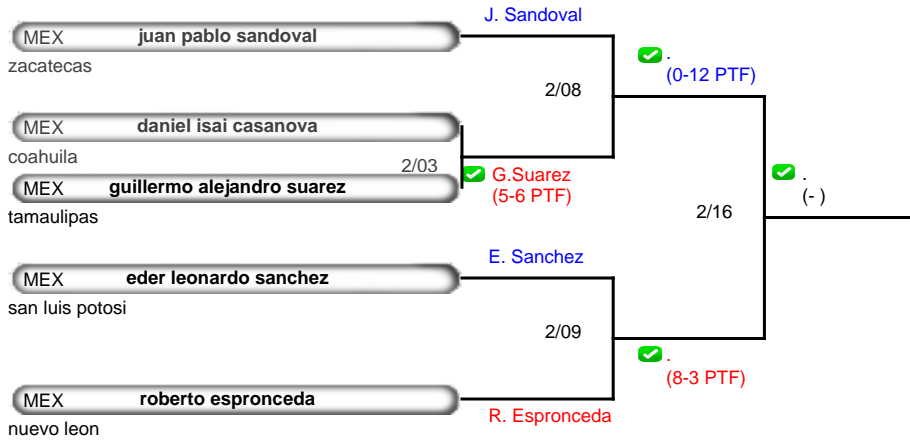 J. Sandoval
MEX juan pablo sandoval
zacatecas
.
(0-12 PTF)
2/08
MEX daniel isai casanova
coahuila
2/03
G.Suarez
(5-6 PTF)
MEX guillermo alejandro suarez
tamaulipas
.
(- )
2/16
E. Sanchez
MEX eder leonardo sanchez
san luis potosi
2/09
.
(8-3 PTF)
MEX roberto espronceda
R. Espronceda
nuevo leon